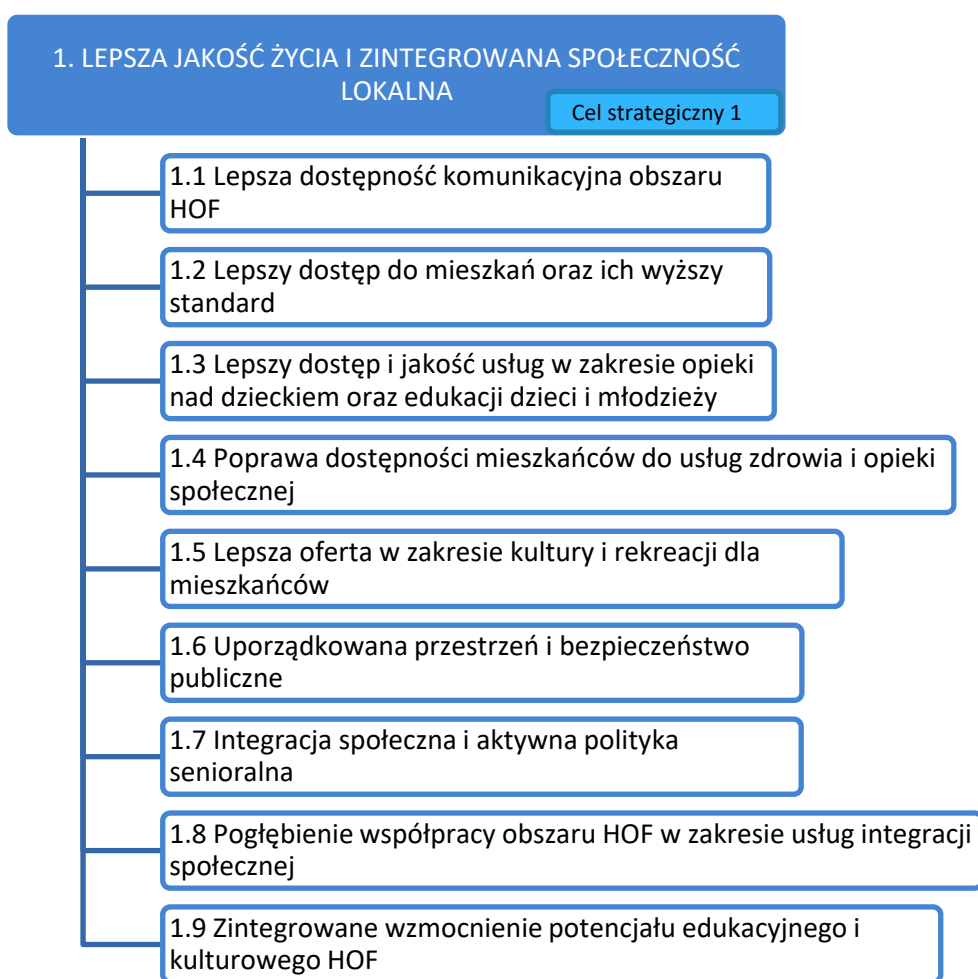 1. LEPSZA JAKOŚĆ ŻYCIA I ZINTEGROWANA SPOŁECZNOŚĆ
LOKALNA
Cel strategiczny 1
1.1 Lepsza dostępność komunikacyjna obszaru
HOF
1.2 Lepszy dostęp do mieszkań oraz ich wyższy
standard
1.3 Lepszy dostęp i jakość usług w zakresie opieki
nad dzieckiem oraz edukacji dzieci i młodzieży
1.4 Poprawa dostępności mieszkańców do usług zdrowia i opieki
społecznej
1.5 Lepsza oferta w zakresie kultury i rekreacji dla
mieszkańców
1.6 Uporządkowana przestrzeń i bezpieczeństwo
publiczne
1.7 Integracja społeczna i aktywna polityka
senioralna
1.8 Pogłębienie współpracy obszaru HOF w zakresie usług integracji
społecznej
1.9 Zintegrowane wzmocnienie potencjału edukacyjnego i
kulturowego HOF